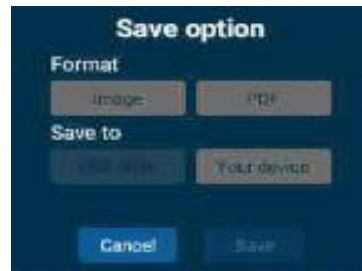 Save option
Format
Image PDF
Save to
Your device
Cancel Save